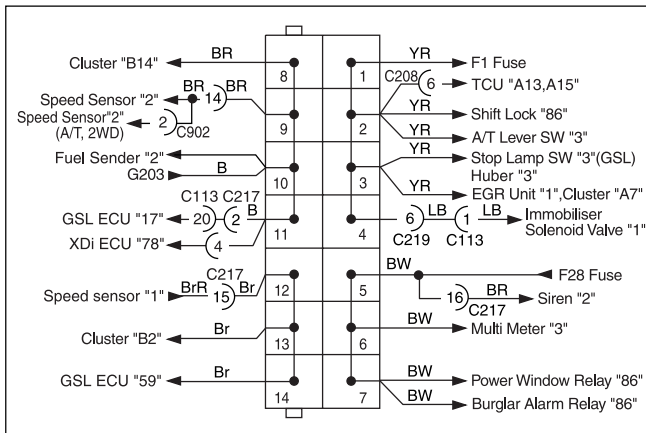 BR
YR
Cluster "B14"
F1 Fuse
8
1
C208
6
TCU "A13,A15"
BR
BR
Speed Sensor"2"
14
YR
Shift Lock "86"
Speed Sensor"2"
(A/T, 2WD)
2
C902
9
2
YR
A/T Lever SW "3"
Fuel Sender "2"
YR
Stop Lamp SW "3"(GSL)
Huber "3"
G203
B
10
3
YR
EGR Unit "1",Cluster "A7"
C113 C217
GSL ECU "17"
20
2
B
6
LB
1
LB
Immobiliser
Solenoid Valve "1"
XDi ECU "78"
4
11
4
C219
C113
C217
BW
F28 Fuse
Speed sensor "1"
BrR
15
Br
12
5
16
BR
Siren "2"
C217
Br
BW
Cluster "B2"
Multi Meter "3"
13
6
GSL ECU "59"
Br
BW
Power Window Relay "86"
14
7
BW
Burglar Alarm Relay "86"